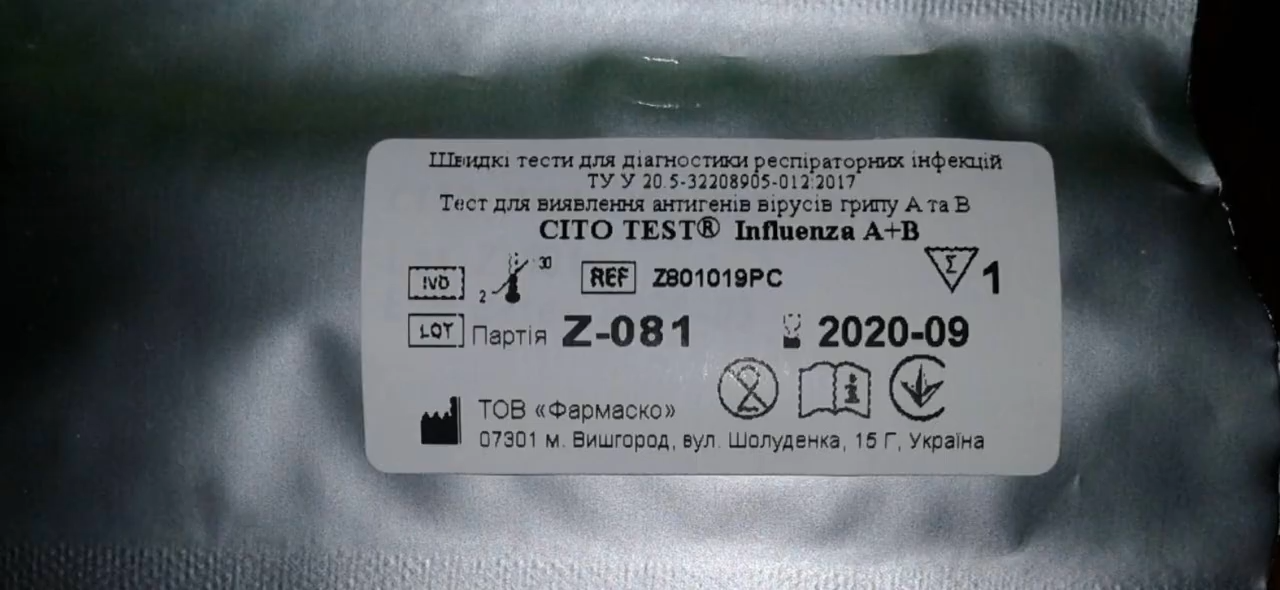 Швидкі тести для діагностики респіраторних інфекцій
ТУ У 20.5-32208905-012:2017
Тест для виявлення антигенів вірусів грипу А та В
CITO TEST® Influenza A+B
IVD 2 30 REF Z801019PC Σ 1
LOT Партія Z-081 2020-09
ТОВ «Фармаско»
07301 м. Вишгород, вул. Шолуденка, 15 Г, Україна